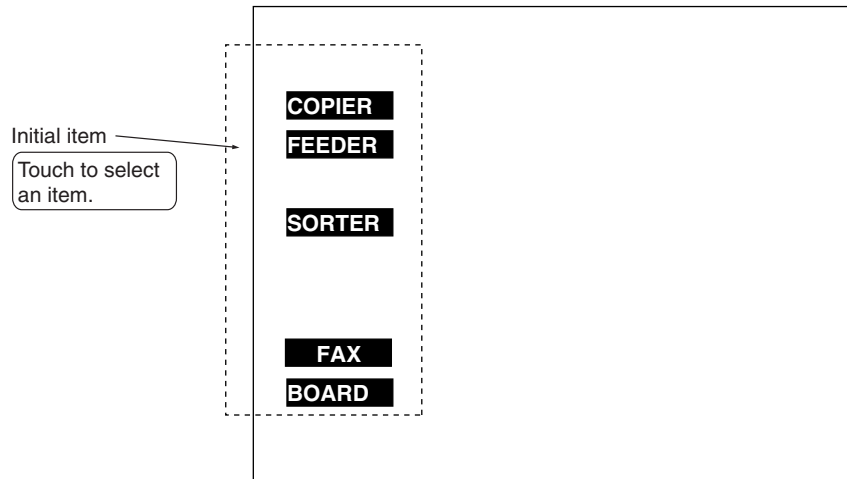 COPIER
Initial item
FEEDER
Touch to select
an item.
SORTER
FAX
BOARD